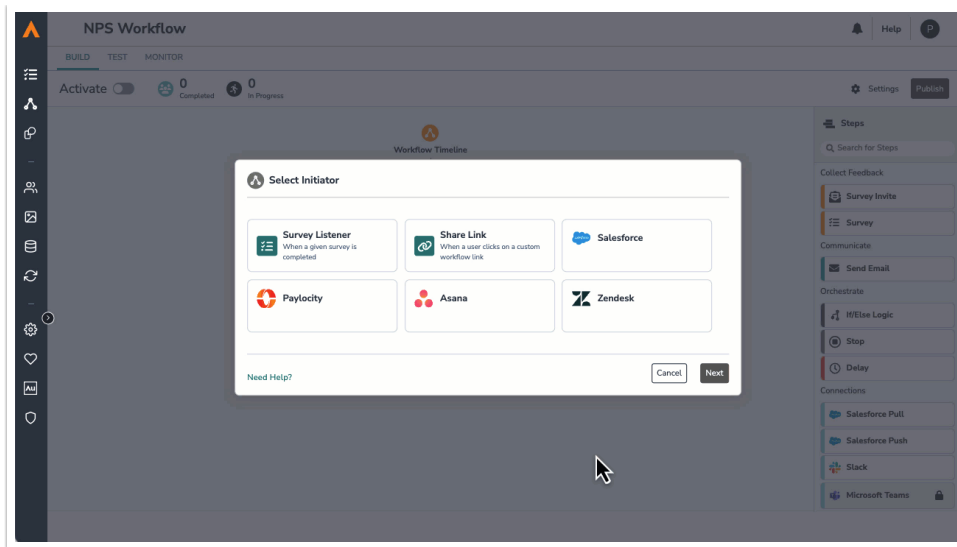 NPS Workflow
Help
P
BUILD TEST MONITOR
Activate
0
Completed
0
In Progress
Settings
Publish
Workflow Timeline
Select Initiator
Survey Listener
When a given survey is
completed
Share Link
When a user clicks on a custom
workflow link
Salesforce
Paylocity
Asana
Zendesk
Need Help?
Cancel
Next
Steps
Search for Steps
Collect Feedback
Survey Invite
Survey
Communicate
Send Email
Orchestrate
If/Else Logic
Stop
Delay
Connections
Salesforce Pull
Salesforce Push
Slack
Microsoft Teams
Au